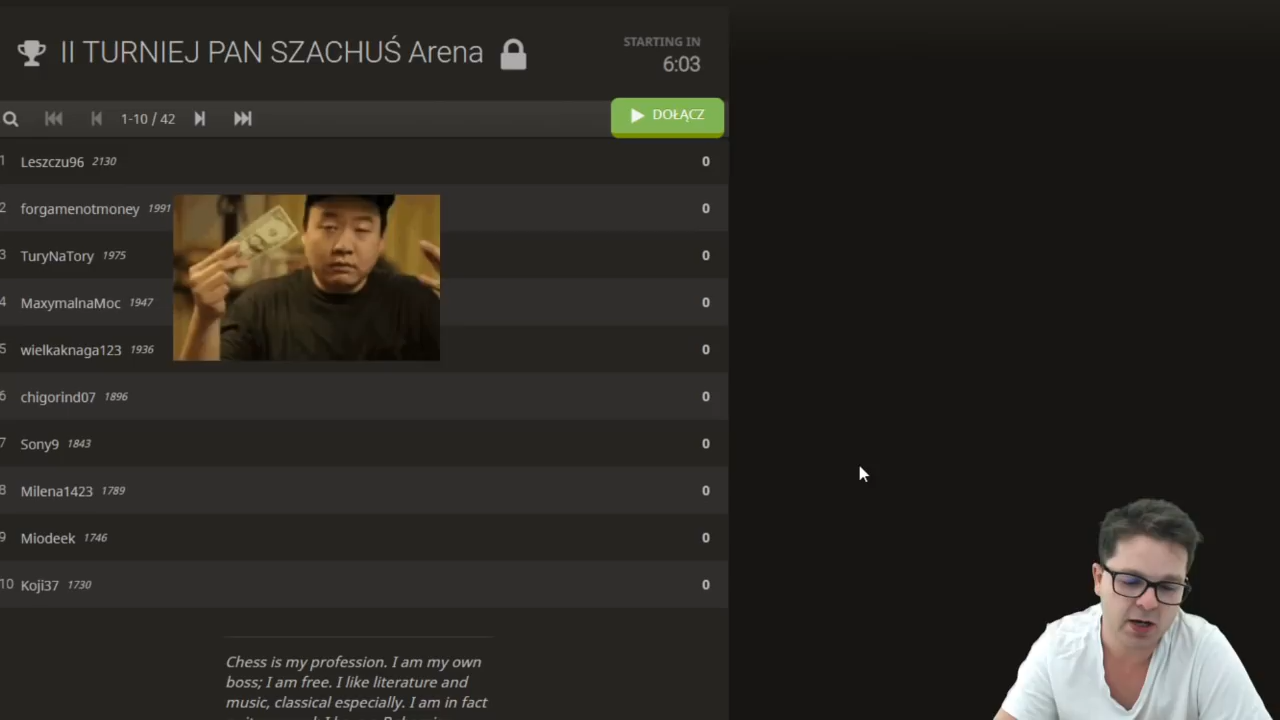 II TURNIEJ PAN SZACHUŚ Arena
STARTING IN
6:03
1-10 / 42
DOŁĄCZ
1 Leszczu96 2130 0
2 forgamenotmoney 1991 0
3 TuryNaTory 1975 0
4 MaxymalnaMoc 1947 0
5 wielkaknaga123 1936 0
6 chigorind07 1896 0
7 Sony9 1843 0
8 Milena1423 1789 0
9 Miodeek 1746 0
10 Koji37 1730 0
Chess is my profession. I am my own
boss; I am free. I like literature and
music, classical especially. I am in fact